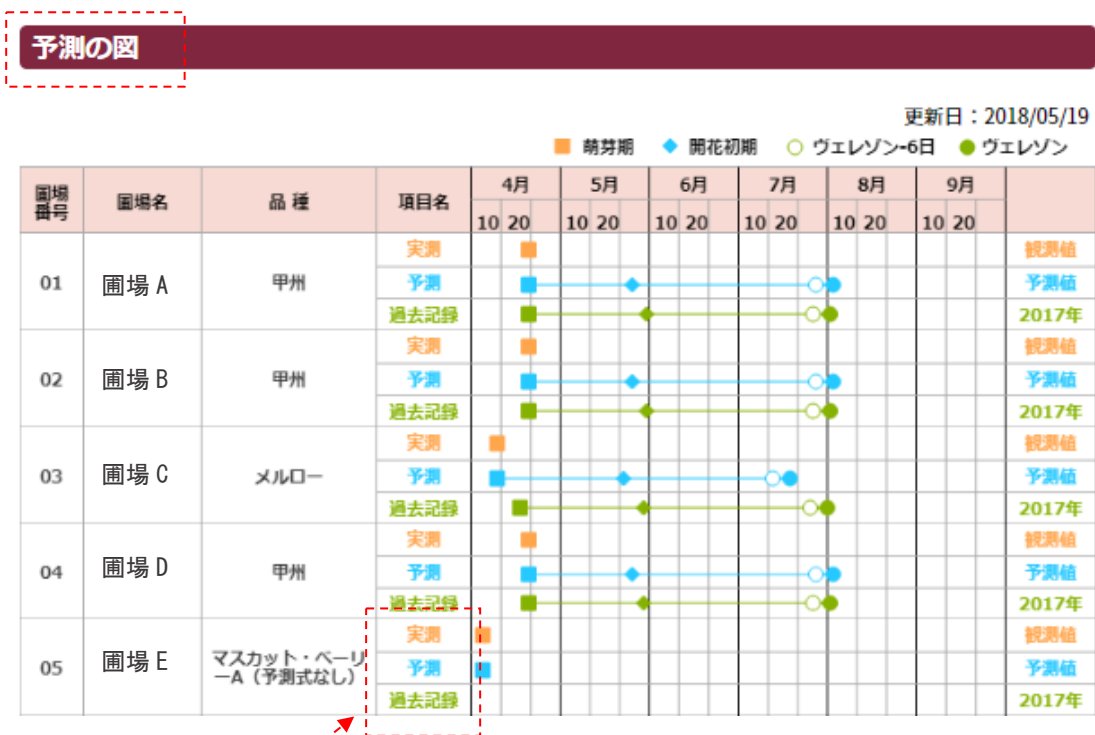 予測の図
更新日：2018/05/19
萌芽期 開花初期 ヴェレゾン-6日 ヴェレゾン
圃場番号 圃場名 品種 項目名 4月 5月 6月 7月 8月 9月
10 20 10 20 10 20 10 20 10 20 10 20
実測 観測値
01 圃場A 甲州 予測 予測値
過去記録 2017年
実測 観測値
02 圃場B 甲州 予測 予測値
過去記録 2017年
実測 観測値
03 圃場C メルロー 予測 予測値
過去記録 2017年
実測 観測値
04 圃場D 甲州 予測 予測値
過去記録 2017年
実測 観測値
05 圃場E マスカット・ベーリーA（予測式なし） 予測 予測値
過去記録 2017年